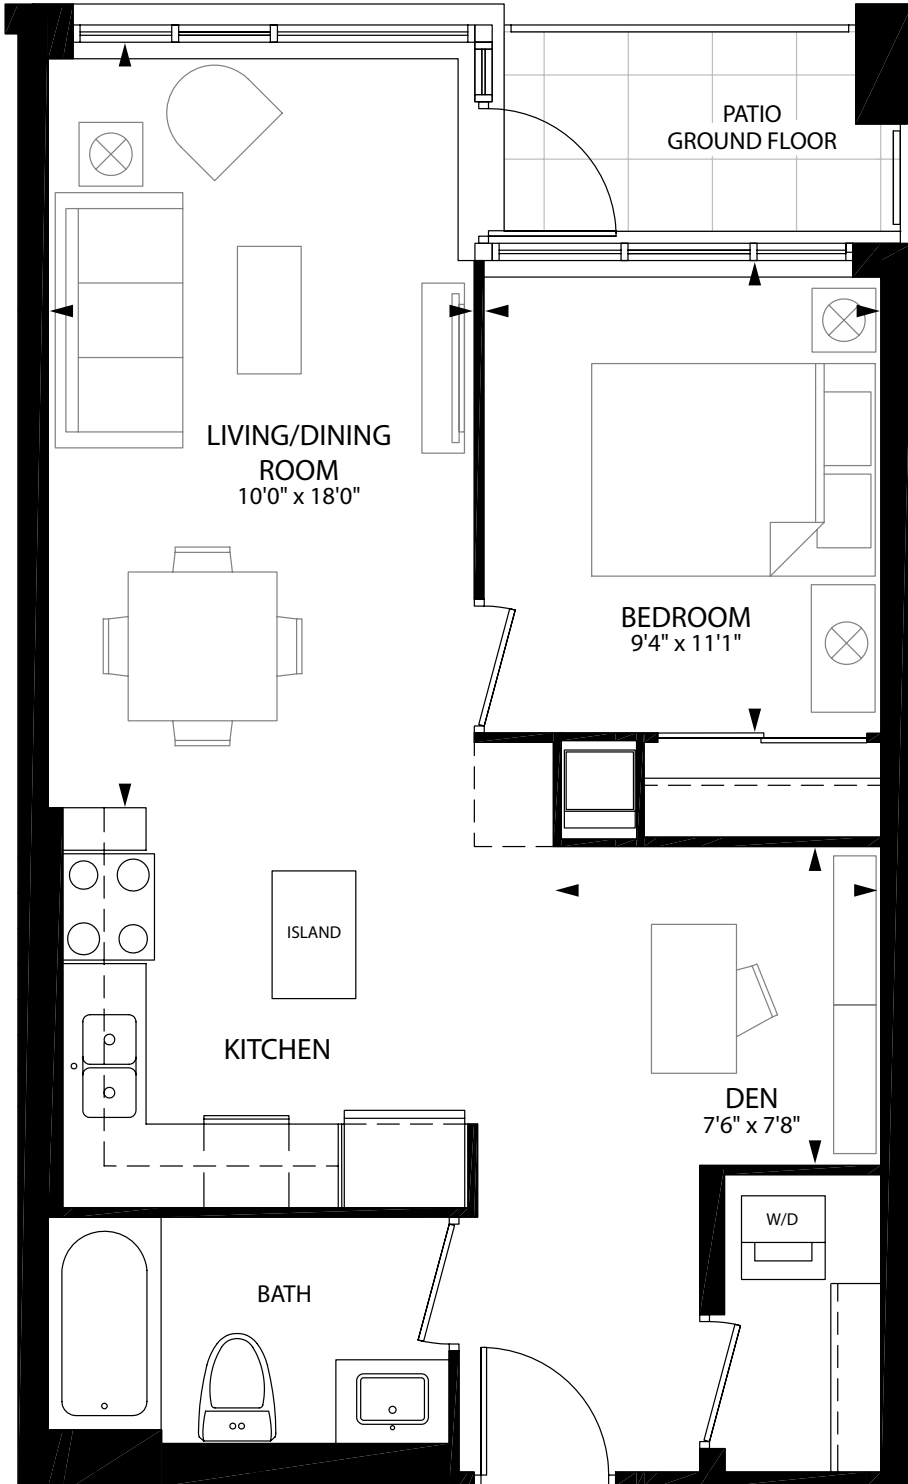 PATIO
GROUND FLOOR
LIVING/DINING
ROOM
10'0" x 18'0"
BEDROOM
9'4" x 11'1"
ISLAND
KITCHEN
DEN
7'6" x 7'8"
W/D
BATH